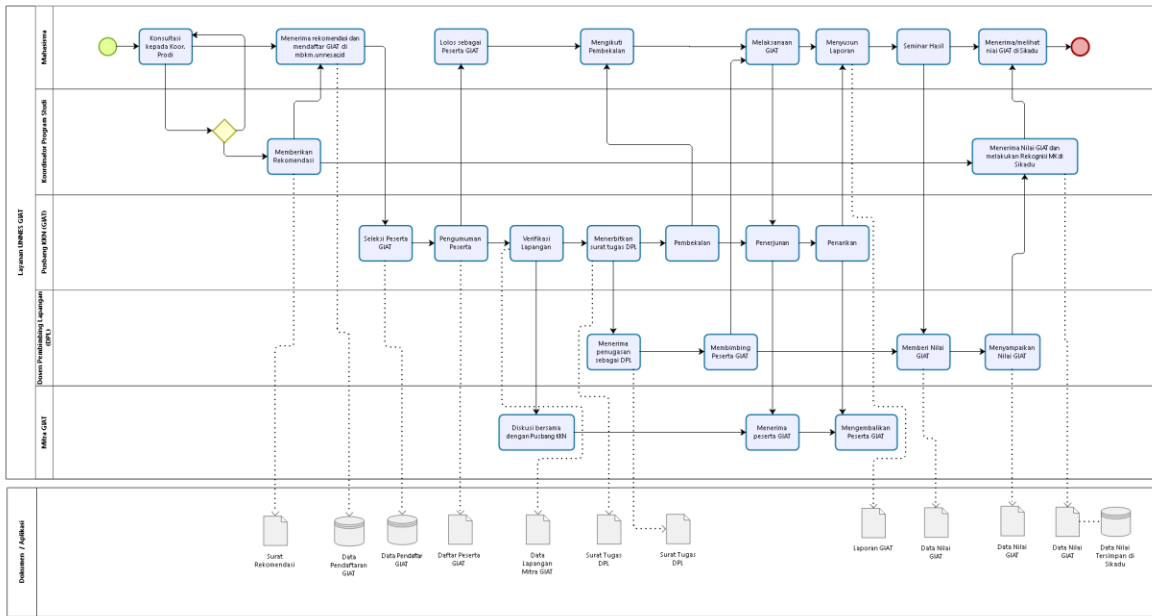 Layanan UNNES GIAT
Mahasiswa
Konsultasi
kepada Koor.
Prodi
Menerima rekomendasi dan
mendaftar GIAT di
mbkm.unnes.ac.id
Lolos sebagai
Peserta GIAT
Mengikuti
Pembekalan
Melaksanaan
GIAT
Menyusun
Laporan
Seminar Hasil
Menerima/melihat
nilai GIAT di Sikadu
Koordinator Program Studi
Memberikan
Rekomendasi
Menerima Nilai GIAT dan
melakukan Rekognisi MK di
Sikadu
Pusbang KKN (GIAT)
Seleksi Peserta
GIAT
Pengumuman
Peserta
Verifikasi
Lapangan
Menerbitkan
surat tugas DPL
Pembekalan
Penerjunan
Penarikan
Dosen Pembimbing Lapangan
(DPL)
Menerima
penugasan
sebagai DPL
Membimbing
Peserta GIAT
Memberi Nilai
GIAT
Menyampaikan
Nilai GIAT
Mitra GIAT
Diskusi bersama
dengan Pusbang KKN
Menerima
peserta GIAT
Mengembalikan
Peserta GIAT
Dokumen / Aplikasi
Surat
Rekomendasi
Data
Pendaftaran
GIAT
Data Pendaftar
GIAT
Daftar Peserta
GIAT
Data
Lapangan
Mitra GIAT
Surat Tugas
DPL
Surat Tugas
DPL
Laporan GIAT
Data Nilai
GIAT
Data Nilai
GIAT
Data Nilai
GIAT
Data Nilai
Tersimpan di
Sikadu